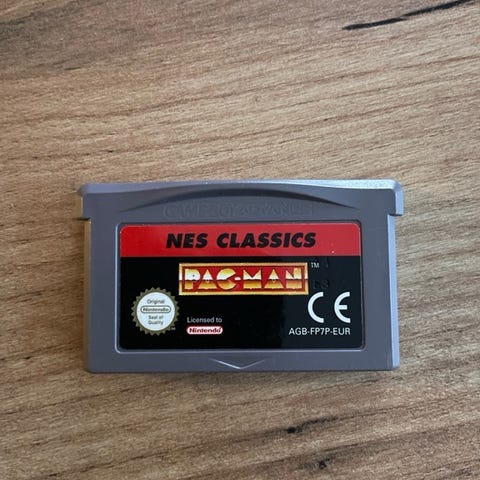 GAME BOY ADVANCE
NES CLASSICS
PAC-MAN TM
Original
Nintendo
Seal of
Quality
Licensed to
Nintendo
CE
AGB-FP7P-EUR